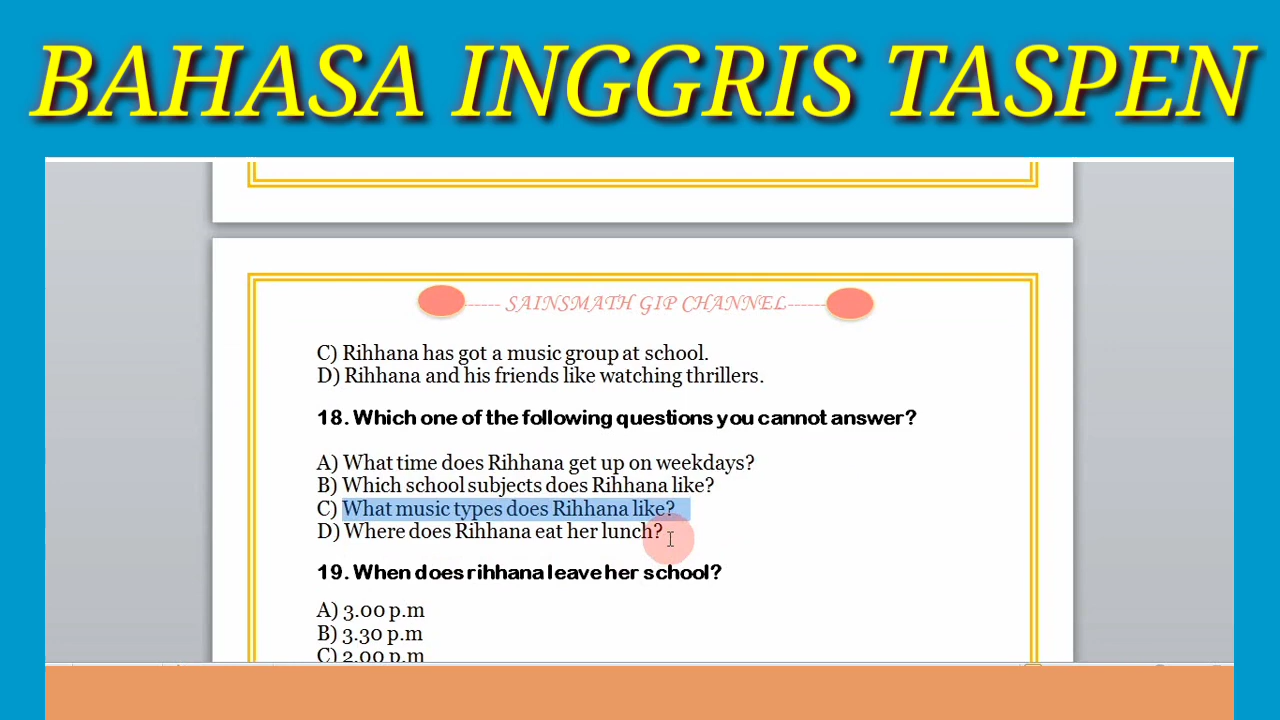 BAHASA INGGRIS TASPEN
------ SAINSMATH GIP CHANNEL------
C) Rihhana has got a music group at school.
D) Rihhana and his friends like watching thrillers.
18. Which one of the following questions you cannot answer?
A) What time does Rihhana get up on weekdays?
B) Which school subjects does Rihhana like?
C) What music types does Rihhana like?
D) Where does Rihhana eat her lunch?
19. When does rihhana leave her school?
A) 3.00 p.m
B) 3.30 p.m
C) 2.00 p.m